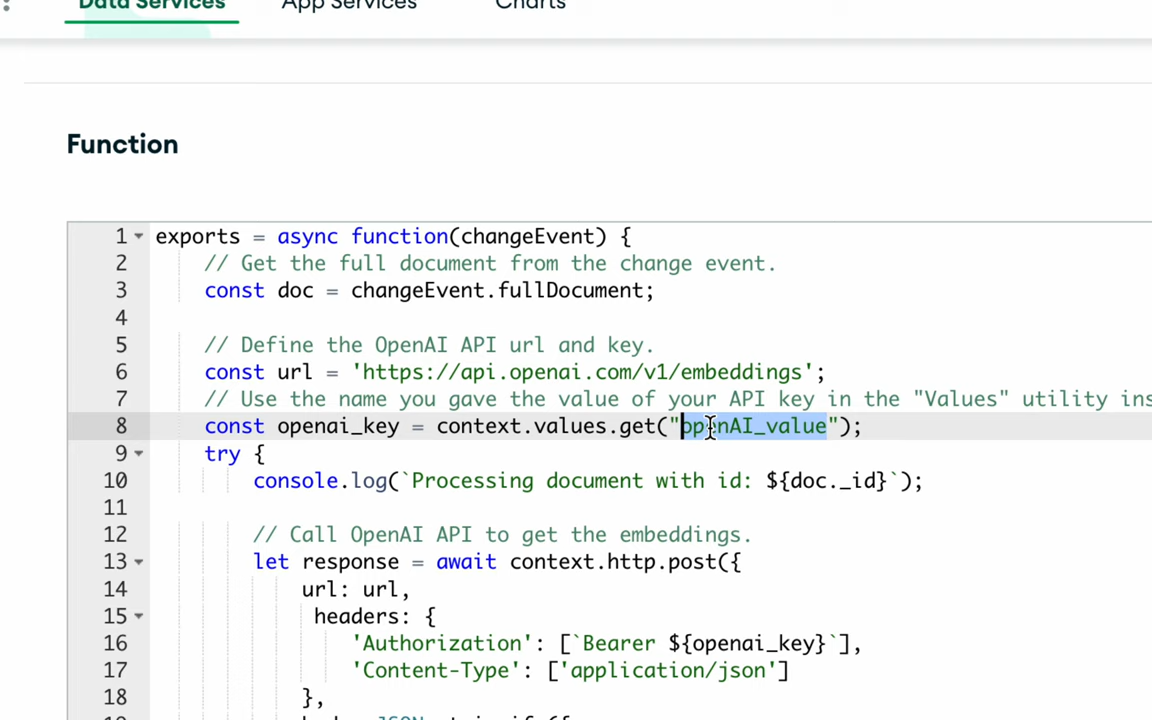 Data Services App Services Charts
Function
1 exports = async function(changeEvent) {
2 // Get the full document from the change event.
3 const doc = changeEvent.fullDocument;
4
5 // Define the OpenAI API url and key.
6 const url = 'https://api.openai.com/v1/embeddings';
7 // Use the name you gave the value of your API key in the "Values" utility ins
8 const openai_key = context.values.get("openAI_value");
9 try {
10 console.log(`Processing document with id: ${doc._id}`);
11
12 // Call OpenAI API to get the embeddings.
13 let response = await context.http.post({
14 url: url,
15 headers: {
16 'Authorization': [`Bearer ${openai_key}`],
17 'Content-Type': ['application/json']
18 },